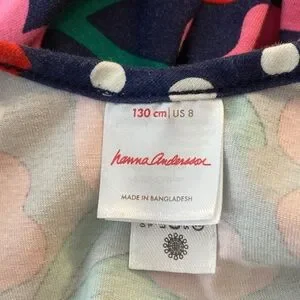 130 cm | US 8
hanna andersson
MADE IN BANGLADESH